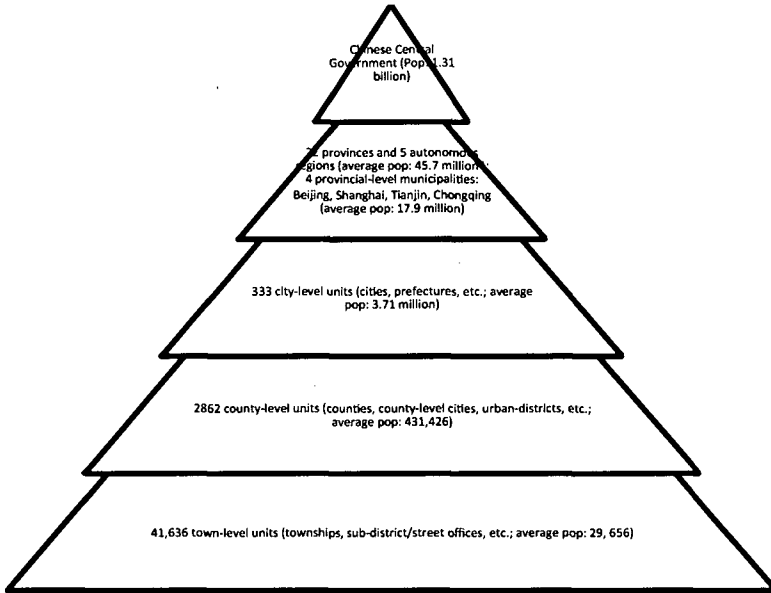 Chinese Central
Government (Pop: 1.31
billion)
provinces and 5 autonomous
regions (average pop: 45.7 million);
4 provincial-level municipalities:
Beijing, Shanghai, Tianjin, Chongqing
(average pop: 17.9 million)
333 city-level units (cities, prefectures, etc.; average
pop: 3.71 million)
2862 county-level units (counties, county-level cities, urban-districts, etc.;
average pop: 431,426)
41,636 town-level units (townships, sub-district/street offices, etc.; average pop: 29, 656)